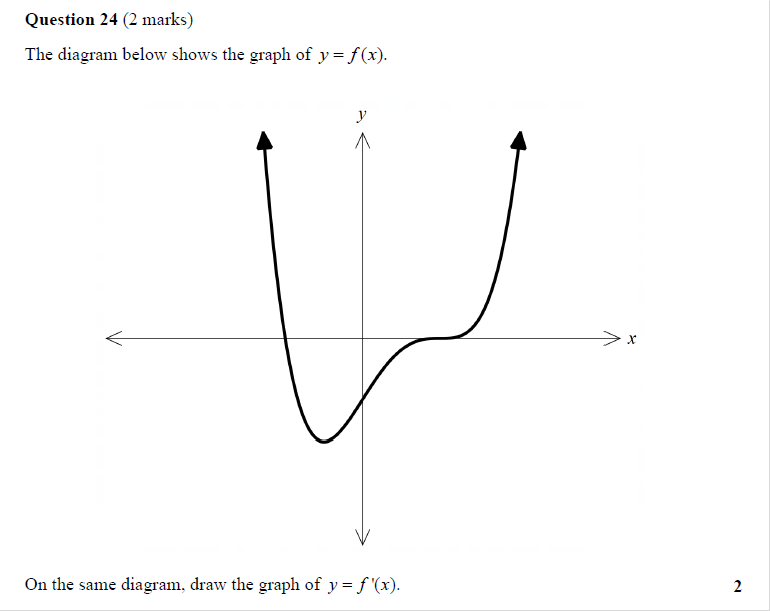 Question 24 (2 marks)
The diagram below shows the graph of y = f(x).
y
x
On the same diagram, draw the graph of y = f '(x).
2